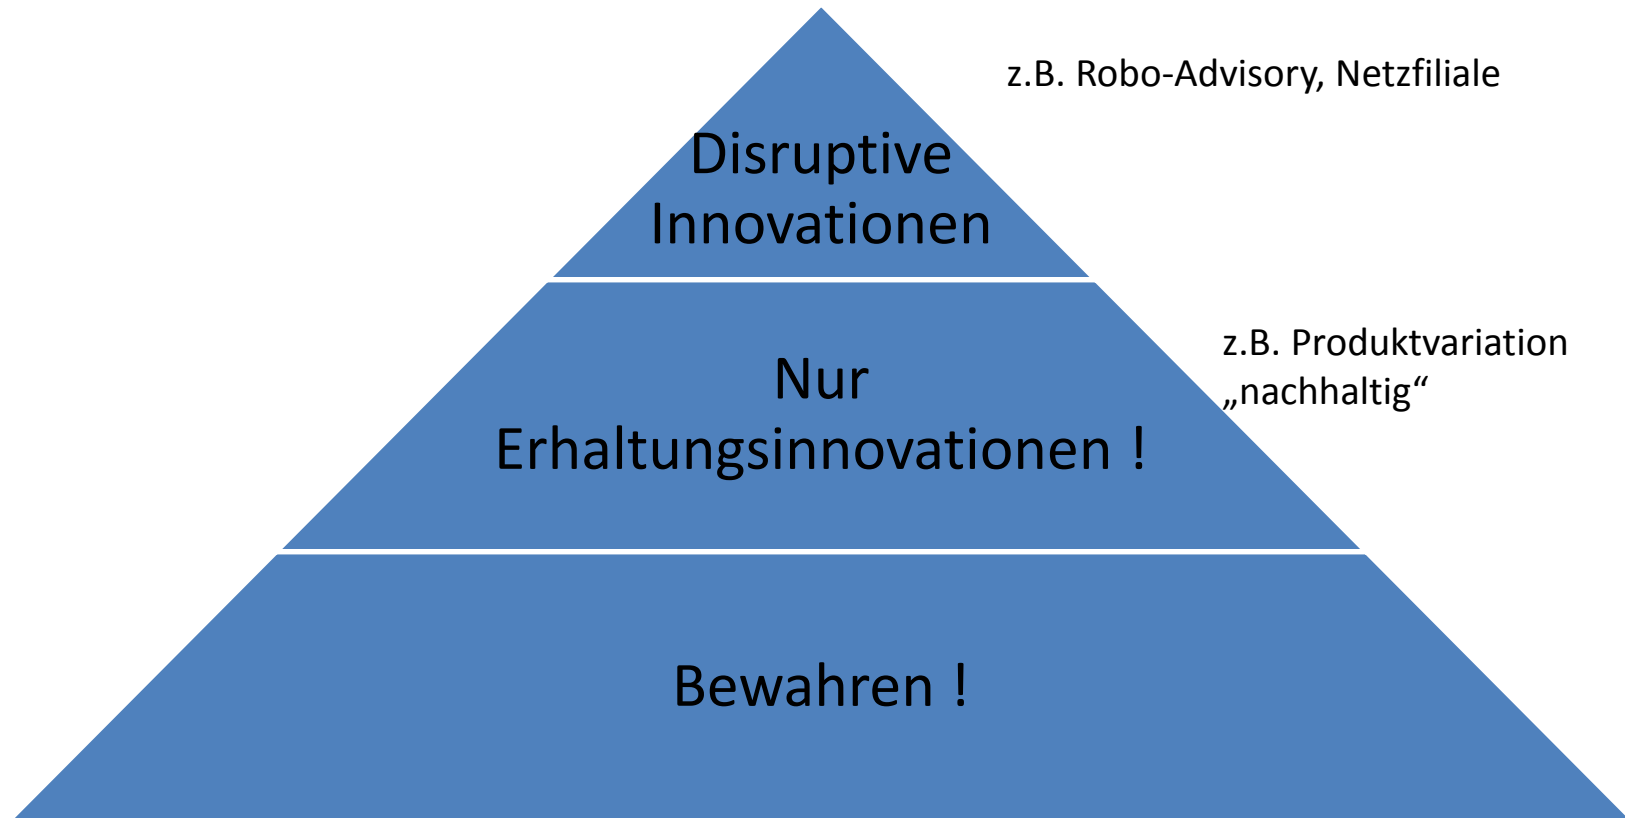 z.B. Robo-Advisory, Netzfiliale
Disruptive
Innovationen
z.B. Produktvariation
„nachhaltig“
Nur
Erhaltungsinnovationen !
Bewahren !